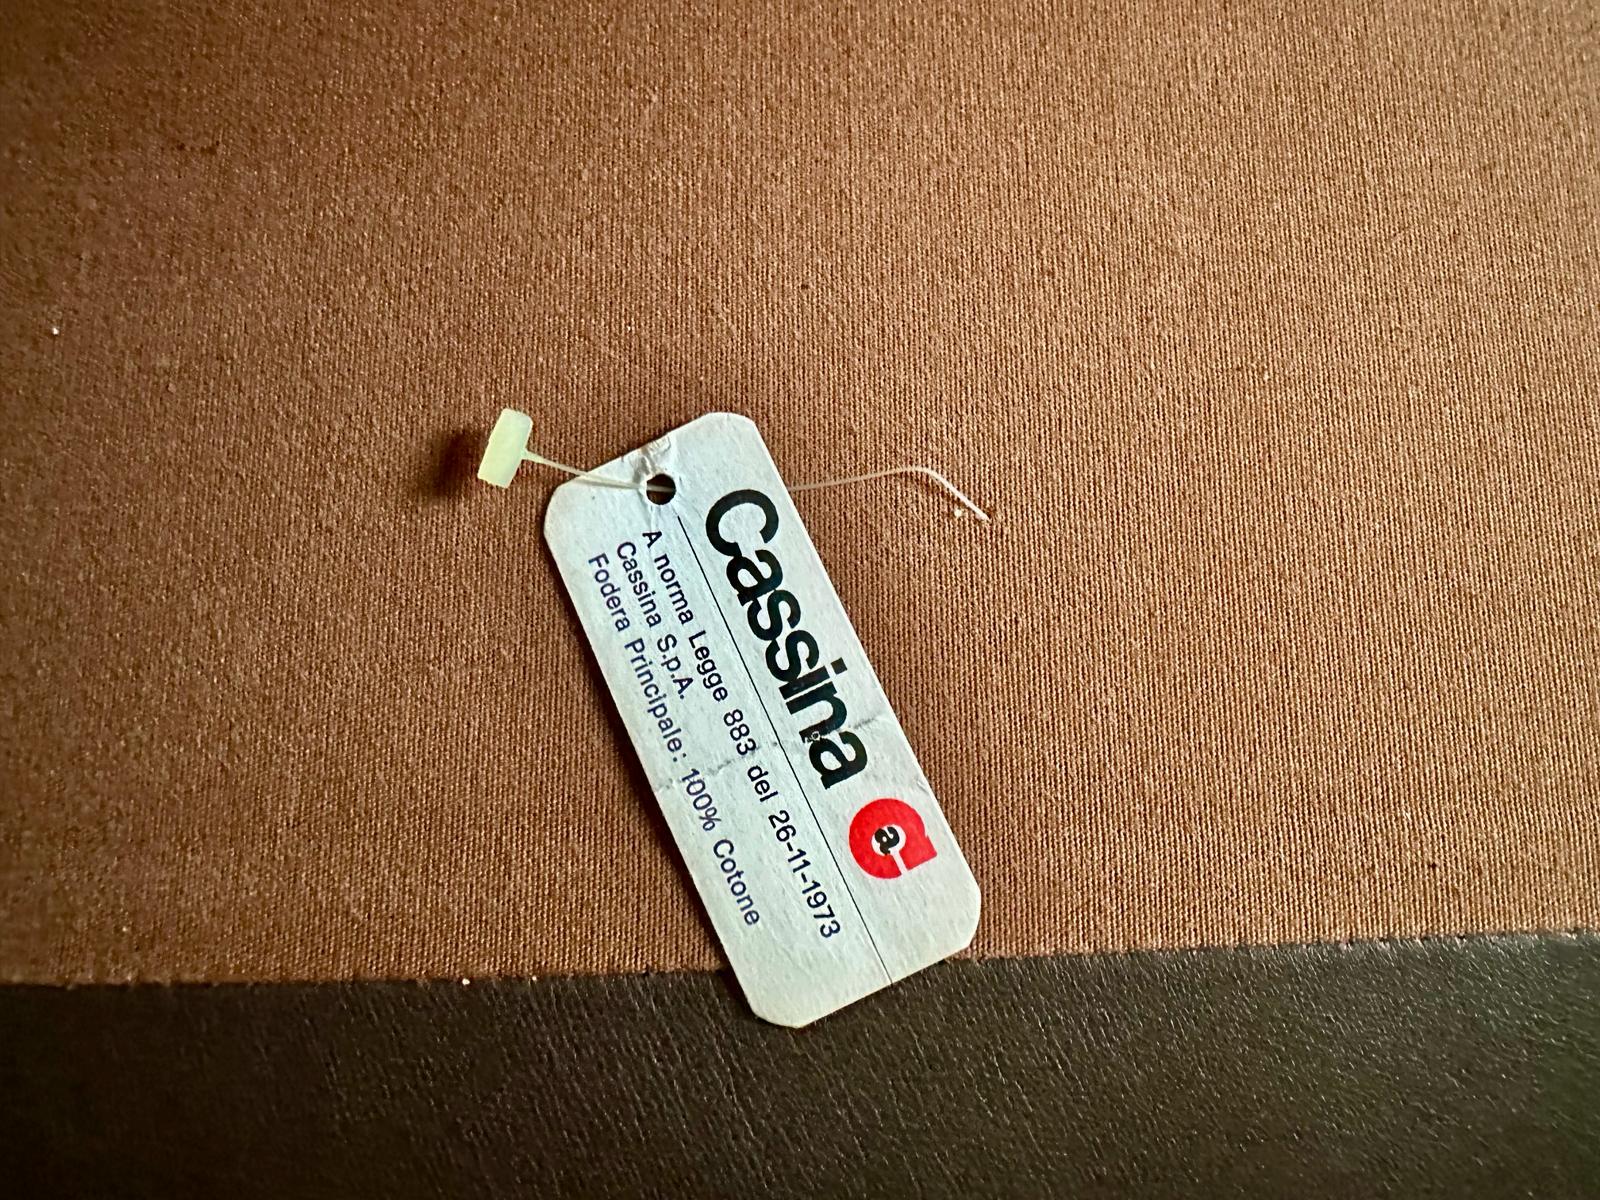 Cassina
a
A norma Legge 883 del 26-11-1973
Cassina S.p.A.
Fodera Principale: 100% Cotone